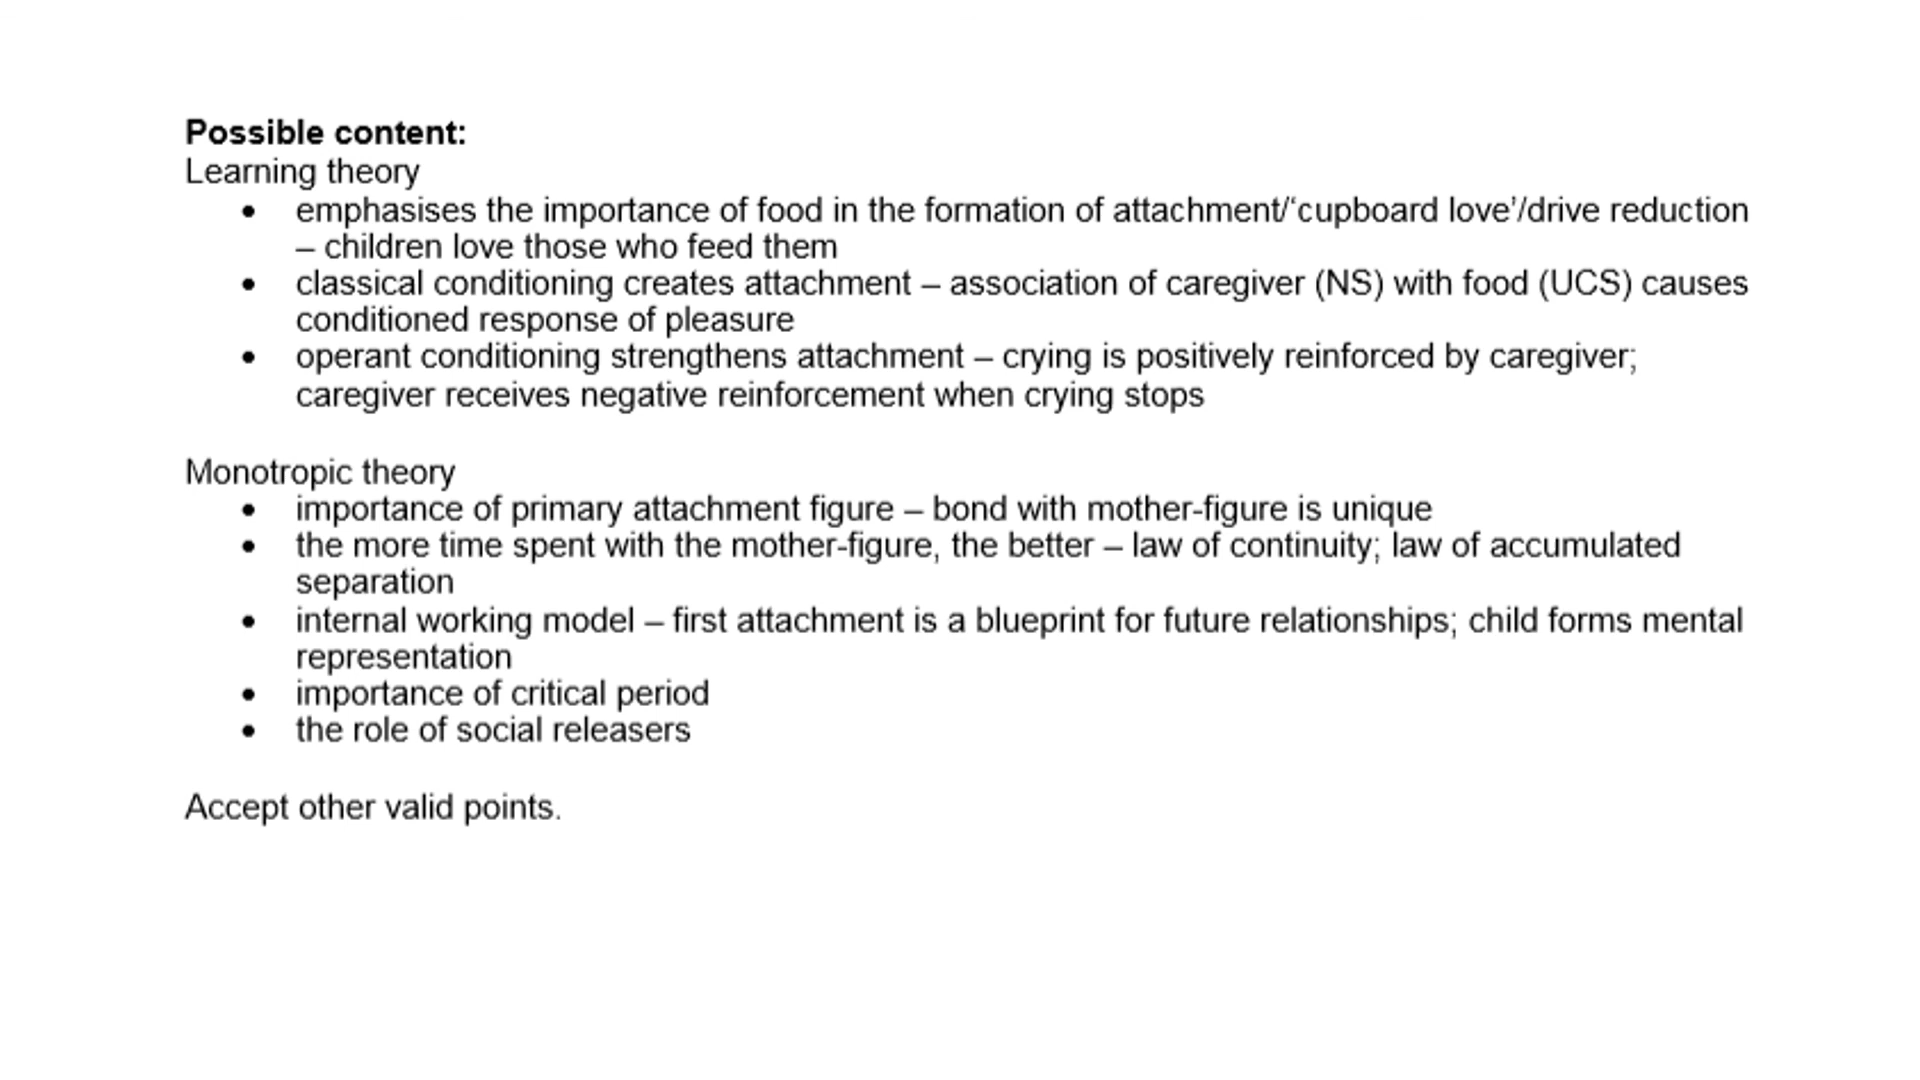 Possible content:
Learning theory
• emphasises the importance of food in the formation of attachment/‘cupboard love’/drive reduction
– children love those who feed them
• classical conditioning creates attachment – association of caregiver (NS) with food (UCS) causes
conditioned response of pleasure
• operant conditioning strengthens attachment – crying is positively reinforced by caregiver;
caregiver receives negative reinforcement when crying stops
Monotropic theory
• importance of primary attachment figure – bond with mother-figure is unique
• the more time spent with the mother-figure, the better – law of continuity; law of accumulated
separation
• internal working model – first attachment is a blueprint for future relationships; child forms mental
representation
• importance of critical period
• the role of social releasers
Accept other valid points.